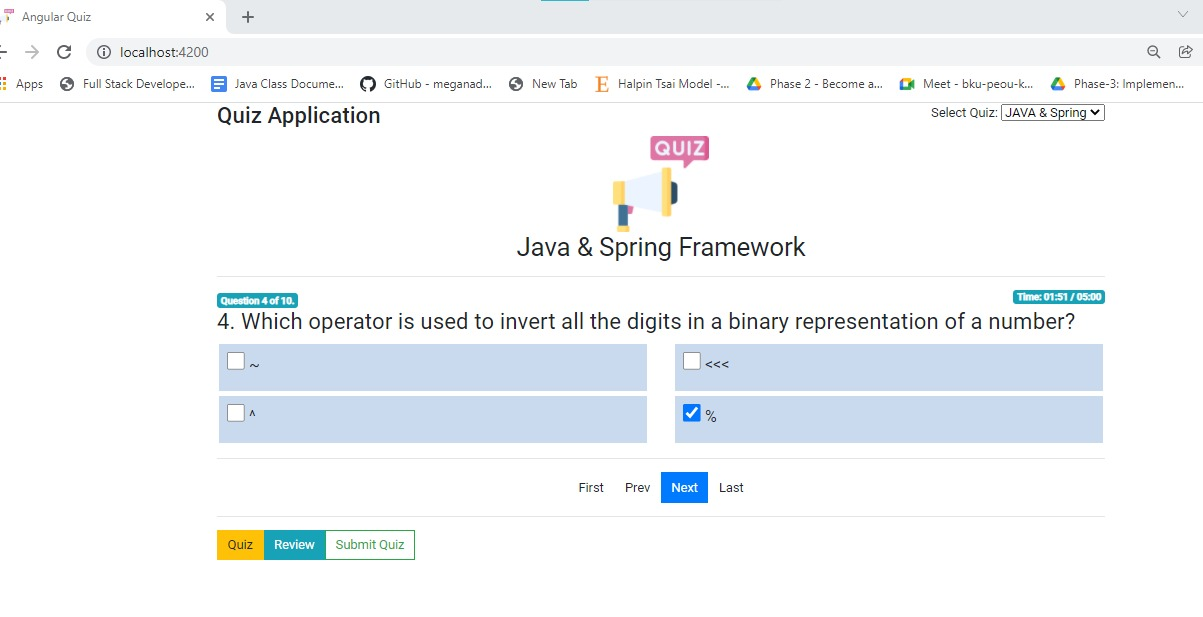 Angular Quiz
localhost:4200
Apps Full Stack Develope... Java Class Docume... GitHub - meganad... New Tab Halpin Tsai Model -... Phase 2 - Become a... Meet - bku-peou-k... Phase-3: Implemen...
Quiz Application
Select Quiz: JAVA & Spring
QUIZ
Java & Spring Framework
Question 4 of 10.
Time: 01:51 / 05:00
4. Which operator is used to invert all the digits in a binary representation of a number?
~
<<<
^
%
First Prev Next Last
Quiz Review Submit Quiz